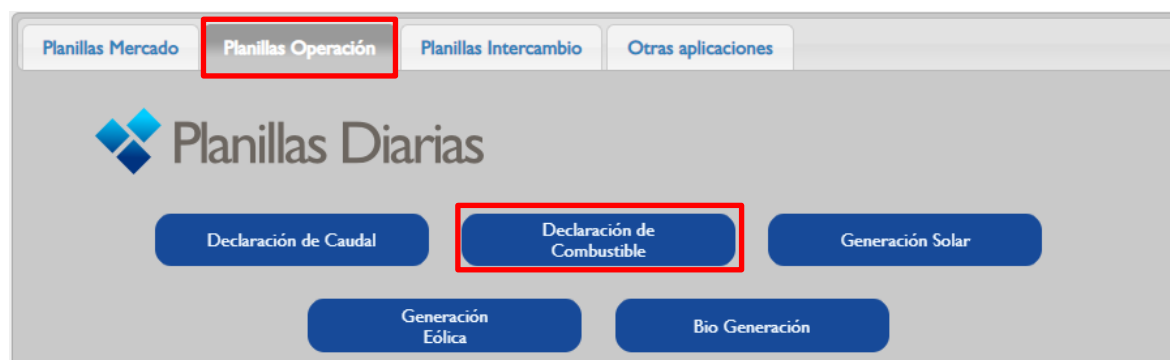 Planillas Mercado
Planillas Operación
Planillas Intercambio
Otras aplicaciones
Planillas Diarias
Declaración de Caudal
Declaración de
Combustible
Generación Solar
Generación
Eólica
Bio Generación